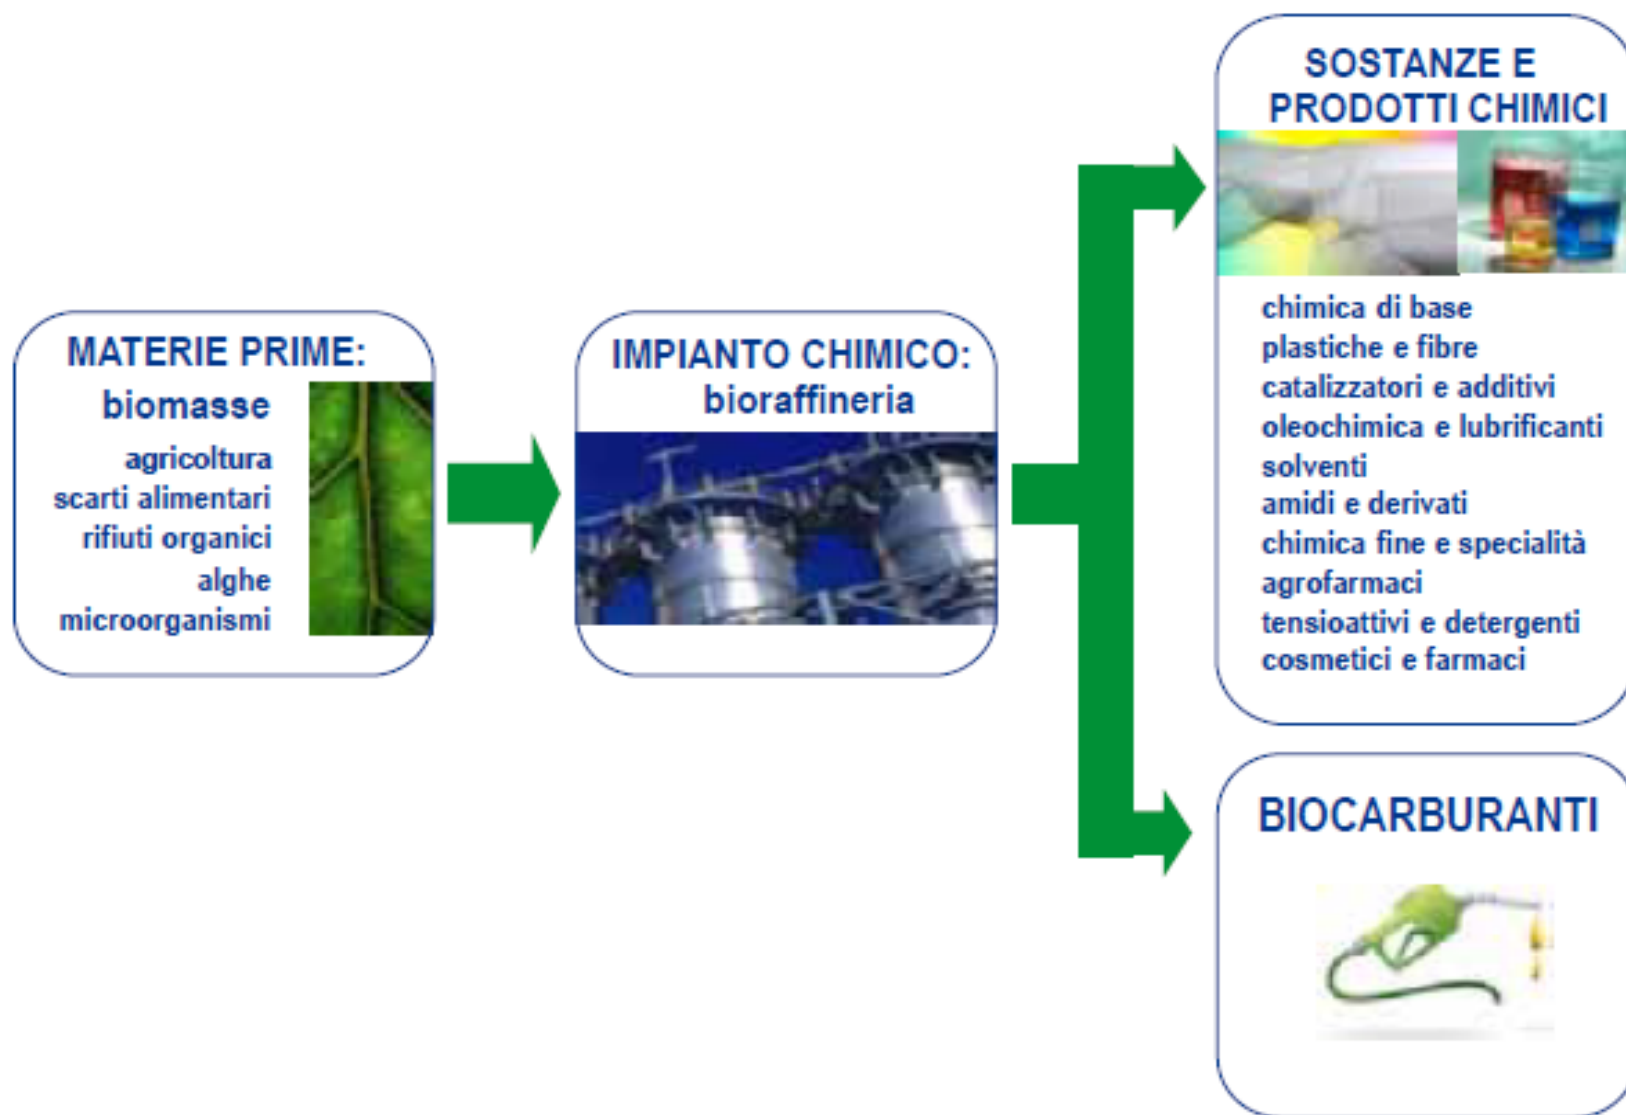 MATERIE PRIME:
biomasse
agricoltura
scarti alimentari
rifiuti organici
alghe
microorganismi
IMPIANTO CHIMICO:
bioraffineria
SOSTANZE E
PRODOTTI CHIMICI
chimica di base
plastiche e fibre
catalizzatori e additivi
oleochimica e lubrificanti
solventi
amidi e derivati
chimica fine e specialità
agrofarmaci
tensioattivi e detergenti
cosmetici e farmaci
BIOCARBURANTI